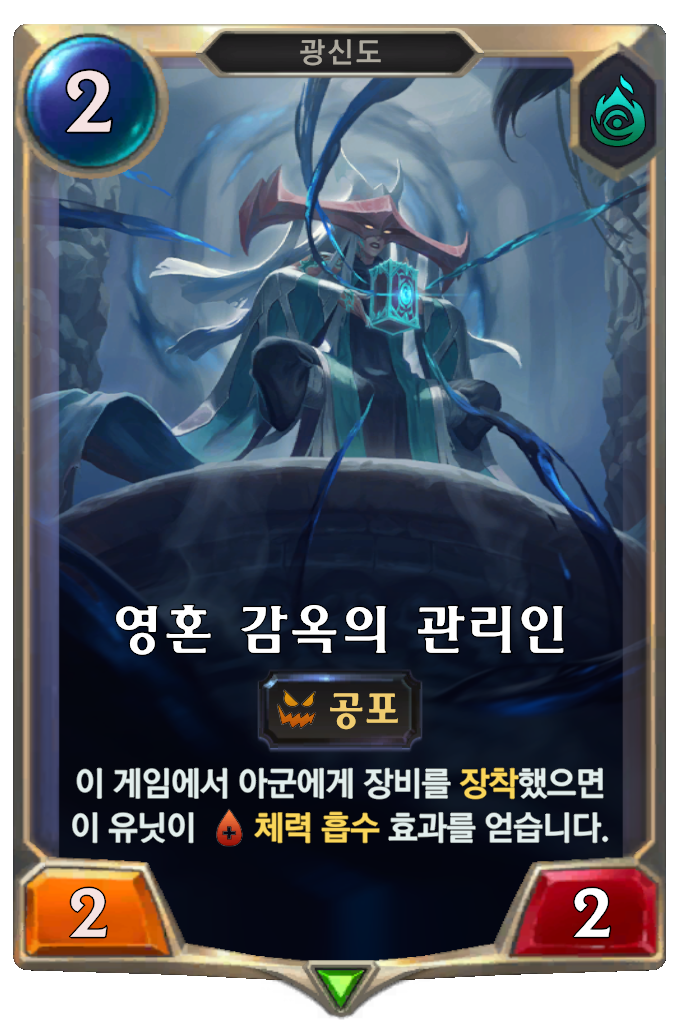 광신도
2
영혼 감옥의 관리인
공포
이 게임에서 아군에게 장비를 장착했으면
이 유닛이 체력 흡수 효과를 얻습니다.
2
2